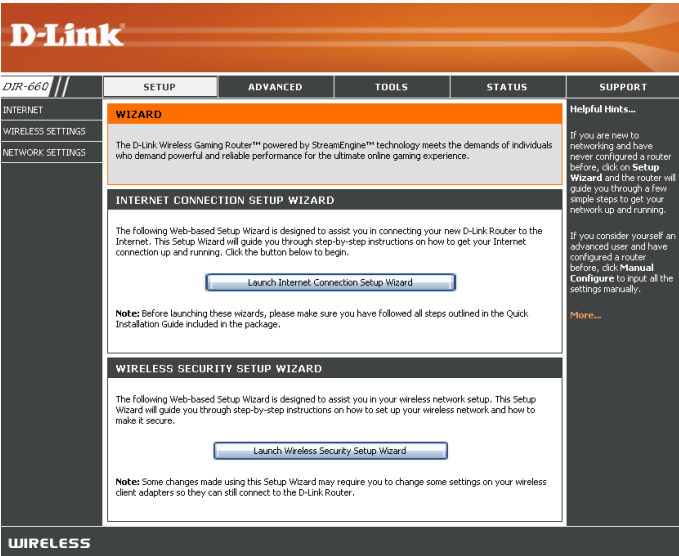 D-Link
DIR-660
SETUP
ADVANCED
TOOLS
STATUS
SUPPORT
INTERNET
WIRELESS SETTINGS
NETWORK SETTINGS
WIZARD
The D-Link Wireless Gaming Router™ powered by StreamEngine™ technology meets the demands of individuals
who demand powerful and reliable performance for the ultimate online gaming experience.
INTERNET CONNECTION SETUP WIZARD
The following Web-based Setup Wizard is designed to assist you in connecting your new D-Link Router to the
Internet. This Setup Wizard will guide you through step-by-step instructions on how to get your Internet
connection up and running. Click the button below to begin.
Launch Internet Connection Setup Wizard
Note: Before launching these wizards, please make sure you have followed all steps outlined in the Quick
Installation Guide included in the package.
WIRELESS SECURITY SETUP WIZARD
The following Web-based Setup Wizard is designed to assist you in your wireless network setup. This Setup
Wizard will guide you through step-by-step instructions on how to set up your wireless network and how to
make it secure.
Launch Wireless Security Setup Wizard
Note: Some changes made using this Setup Wizard may require you to change some settings on your wireless
client adapters so they can still connect to the D-Link Router.
Helpful Hints...
If you are new to
networking and have
never configured a router
before, click on Setup
Wizard and the router will
guide you through a few
simple steps to get your
network up and running.
If you consider yourself an
advanced user and have
configured a router
before, click Manual
Configure to input all the
settings manually.
More...
WIRELESS